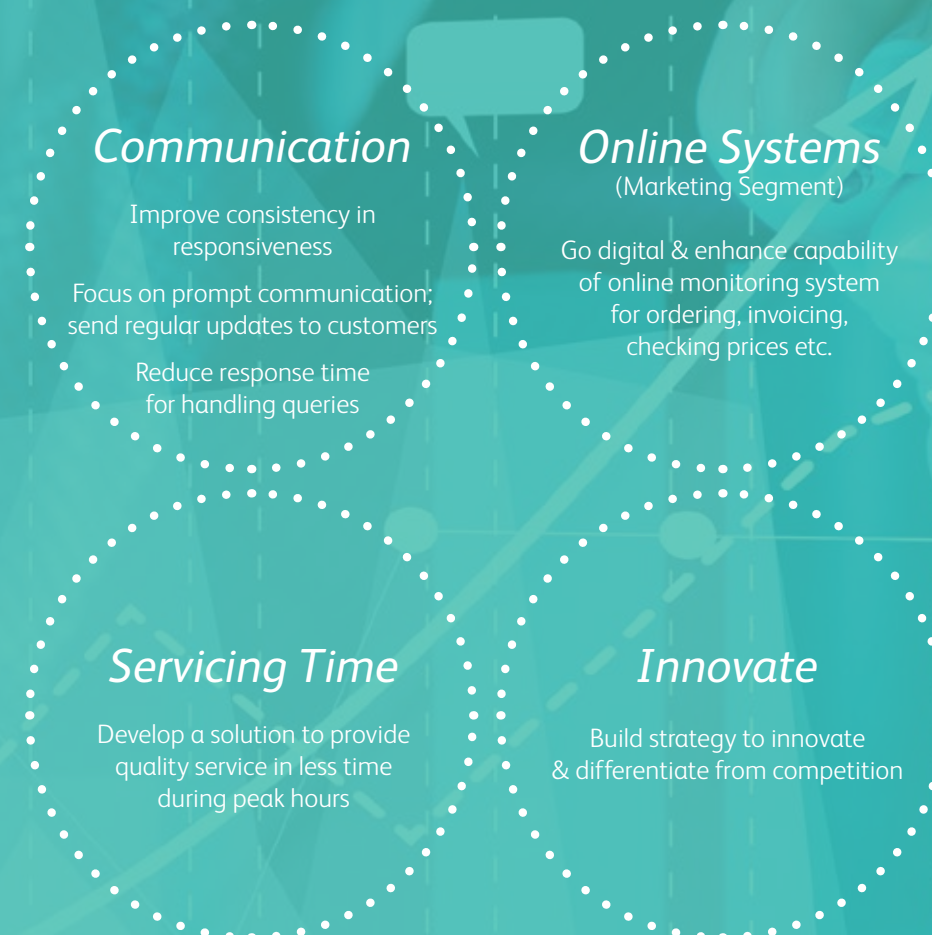 Communication
Improve consistency in
responsiveness
Focus on prompt communication;
send regular updates to customers
Reduce response time
for handling queries
Online Systems
(Marketing Segment)
Go digital & enhance capability
of online monitoring system
for ordering, invoicing,
checking prices etc.
Servicing Time
Develop a solution to provide
quality service in less time
during peak hours
Innovate
Build strategy to innovate
& differentiate from competition